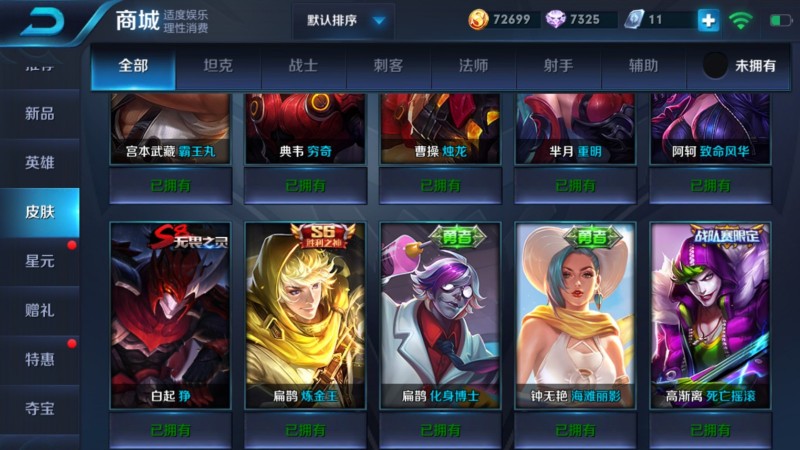 商城
适度娱乐
理性消费
默认排序
72699
7325
11
全部 坦克 战士 刺客 法师 射手 辅助 未拥有
推荐
新品
英雄
皮肤
星元
赠礼
特惠
夺宝
宫本武藏 霸王丸
典韦 穷奇
曹操 烛龙
芈月 重明
阿轲 致命风华
已拥有
已拥有
已拥有
已拥有
已拥有
S8
无畏之灵
白起 狰
S6
胜利之神
扁鹊 炼金王
勇者
扁鹊 化身博士
勇者
钟无艳 海滩丽影
战队赛限定
高渐离 死亡摇滚
已拥有
已拥有
已拥有
已拥有
已拥有